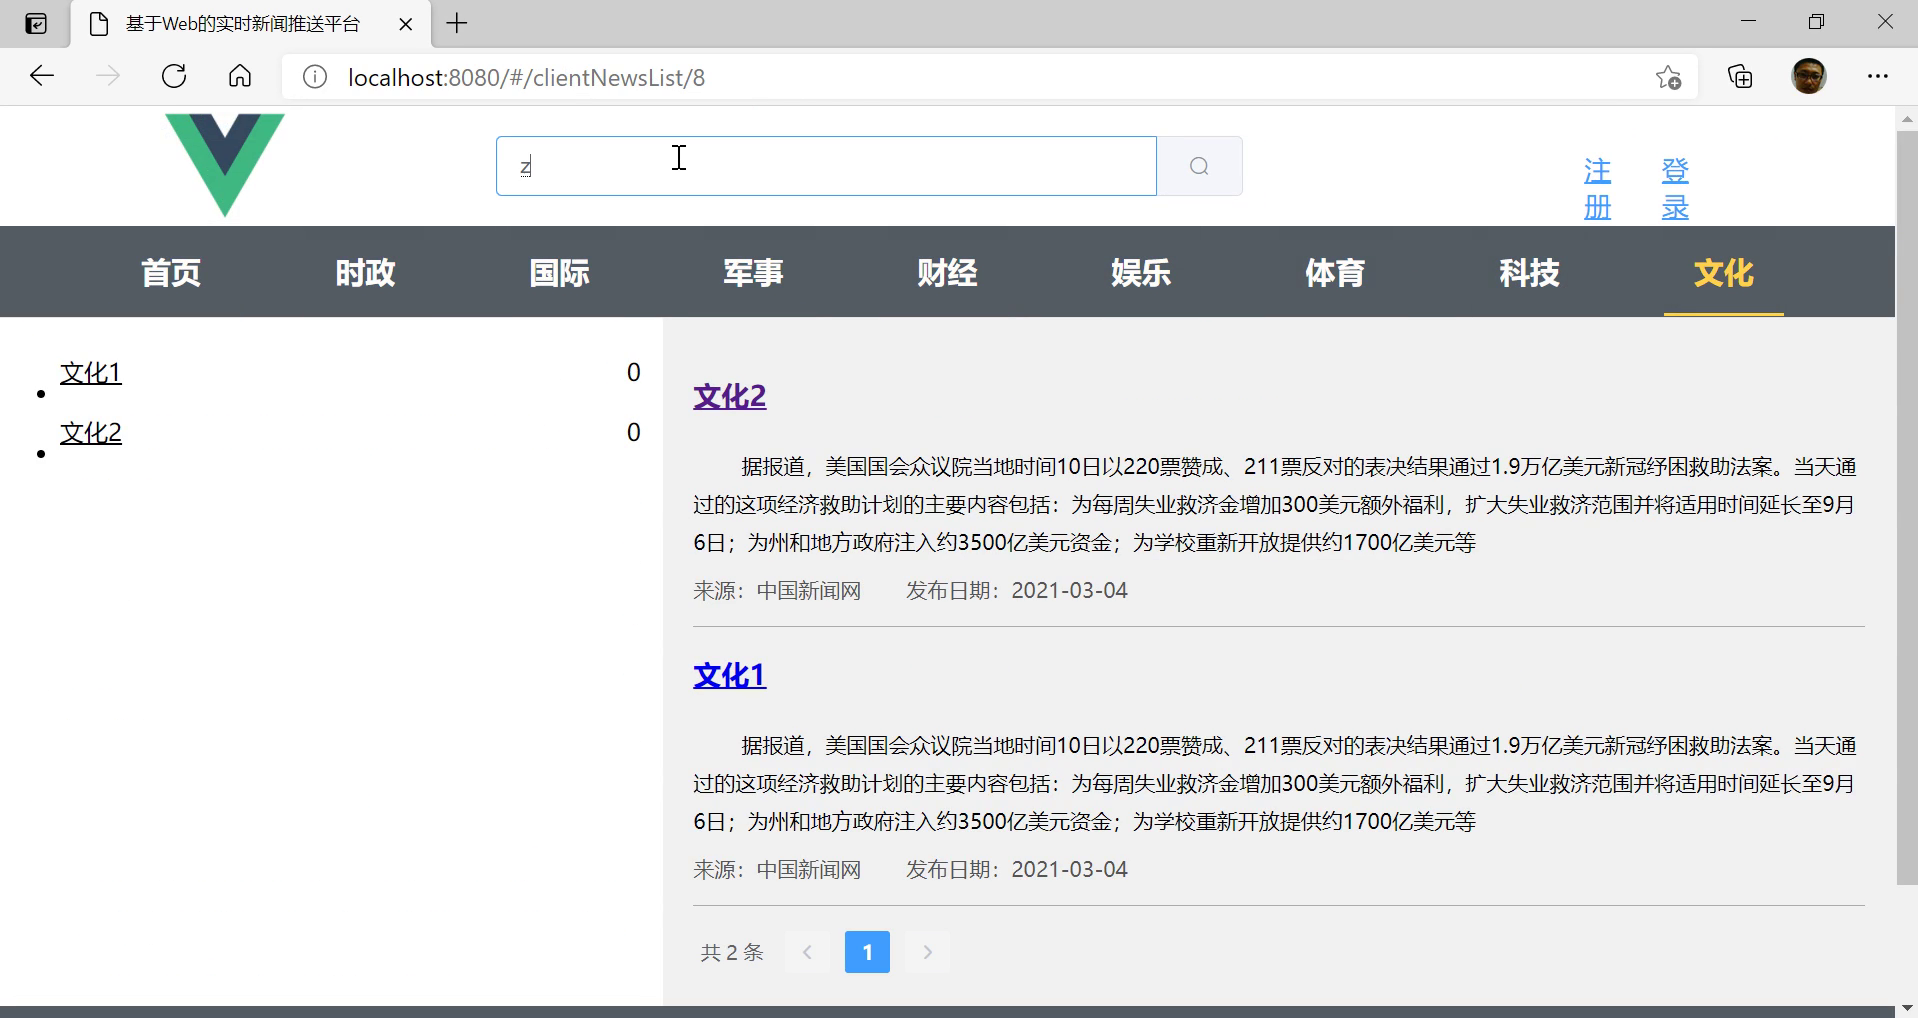 基于Web的实时新闻推送平台
localhost:8080/#/clientNewsList/8
z
注册
登录
首页 时政 国际 军事 财经 娱乐 体育 科技 文化
文化1 0
文化2 0
文化2
据报道，美国国会众议院当地时间10日以220票赞成、211票反对的表决结果通过1.9万亿美元新冠纾困救助法案。当天通
过的这项经济救助计划的主要内容包括：为每周失业救济金增加300美元额外福利，扩大失业救济范围并将适用时间延长至9月
6日；为州和地方政府注入约3500亿美元资金；为学校重新开放提供约1700亿美元等
来源：中国新闻网 发布日期：2021-03-04
文化1
据报道，美国国会众议院当地时间10日以220票赞成、211票反对的表决结果通过1.9万亿美元新冠纾困救助法案。当天通
过的这项经济救助计划的主要内容包括：为每周失业救济金增加300美元额外福利，扩大失业救济范围并将适用时间延长至9月
6日；为州和地方政府注入约3500亿美元资金；为学校重新开放提供约1700亿美元等
来源：中国新闻网 发布日期：2021-03-04
共 2 条 1